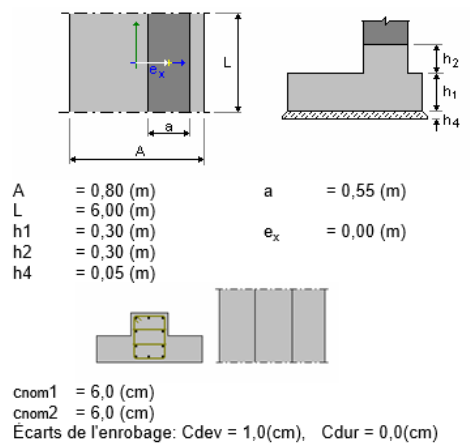 e_x
L
a
A
h2
h1
h4
A = 0,80 (m) a = 0,55 (m)
L = 6,00 (m)
h1 = 0,30 (m) e_x = 0,00 (m)
h2 = 0,30 (m)
h4 = 0,05 (m)
cnom1 = 6,0 (cm)
cnom2 = 6,0 (cm)
Écarts de l'enrobage: Cdev = 1,0(cm), Cdur = 0,0(cm)